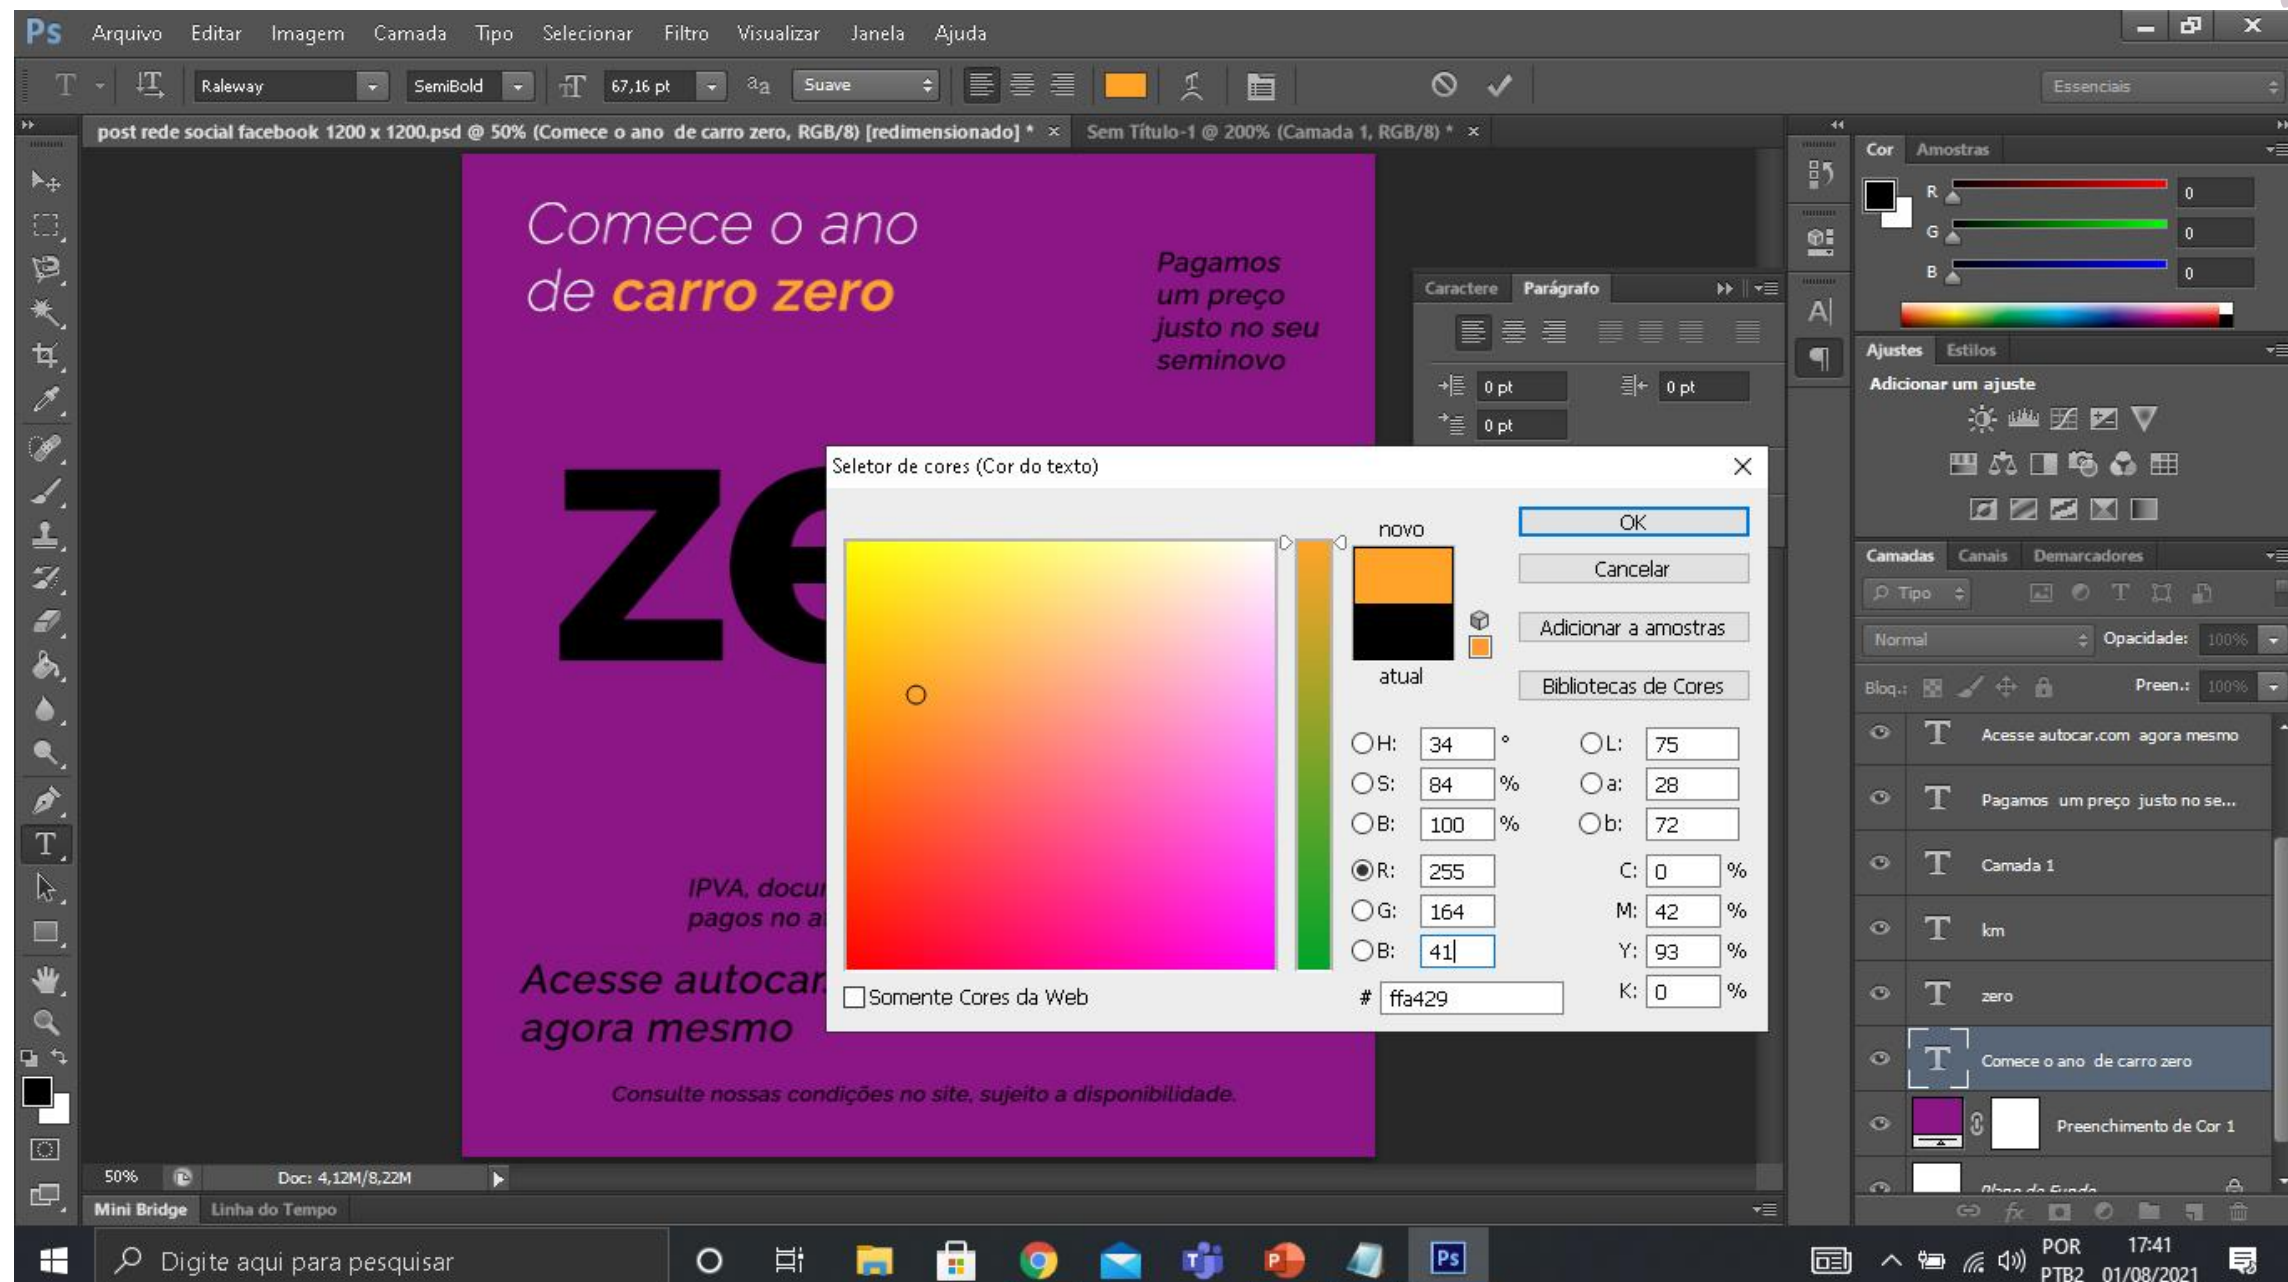 Ps Arquivo Editar Imagem Camada Tipo Selecionar Filtro Visualizar Janela Ajuda
Raleway SemiBold 67,16 pt Suave Essenciais
post rede social facebook 1200 x 1200.psd @ 50% (Comece o ano de carro zero, RGB/8) [redimensionado] * Sem Título-1 @ 200% (Camada 1, RGB/8) *
Comece o ano
de carro zero
Pagamos
um preço
justo no seu
seminovo
IPVA,
pagos no
Acesse autocar.
agora mesmo
Consulte nossas condições no site, sujeito a disponibilidade.
Caractere Parágrafo
0 pt 0 pt
0 pt
Seletor de cores (Cor do texto)
novo
atual
OK
Cancelar
Adicionar a amostras
Bibliotecas de Cores
H: 34 ° L: 75
S: 84 % a: 28
B: 100 % b: 72
R: 255 C: 0 %
G: 164 M: 42 %
B: 41 Y: 93 %
# ffa429 K: 0 %
Somente Cores da Web
Cor Amostras
R 0
G 0
B 0
Ajustes Estilos
Adicionar um ajuste
Camadas Canais Demarcadores
Tipo
Normal Opacidade: 100%
Bloq.: Preen.: 100%
Acesse autocar.com agora mesmo
Pagamos um preço justo no se...
Camada 1
km
zero
Comece o ano de carro zero
Preenchimento de Cor 1
Plano de Fundo
50% Doc: 4,12M/8,22M
Mini Bridge Linha do Tempo
Digite aqui para pesquisar
POR
PTB2
17:41
01/08/2021